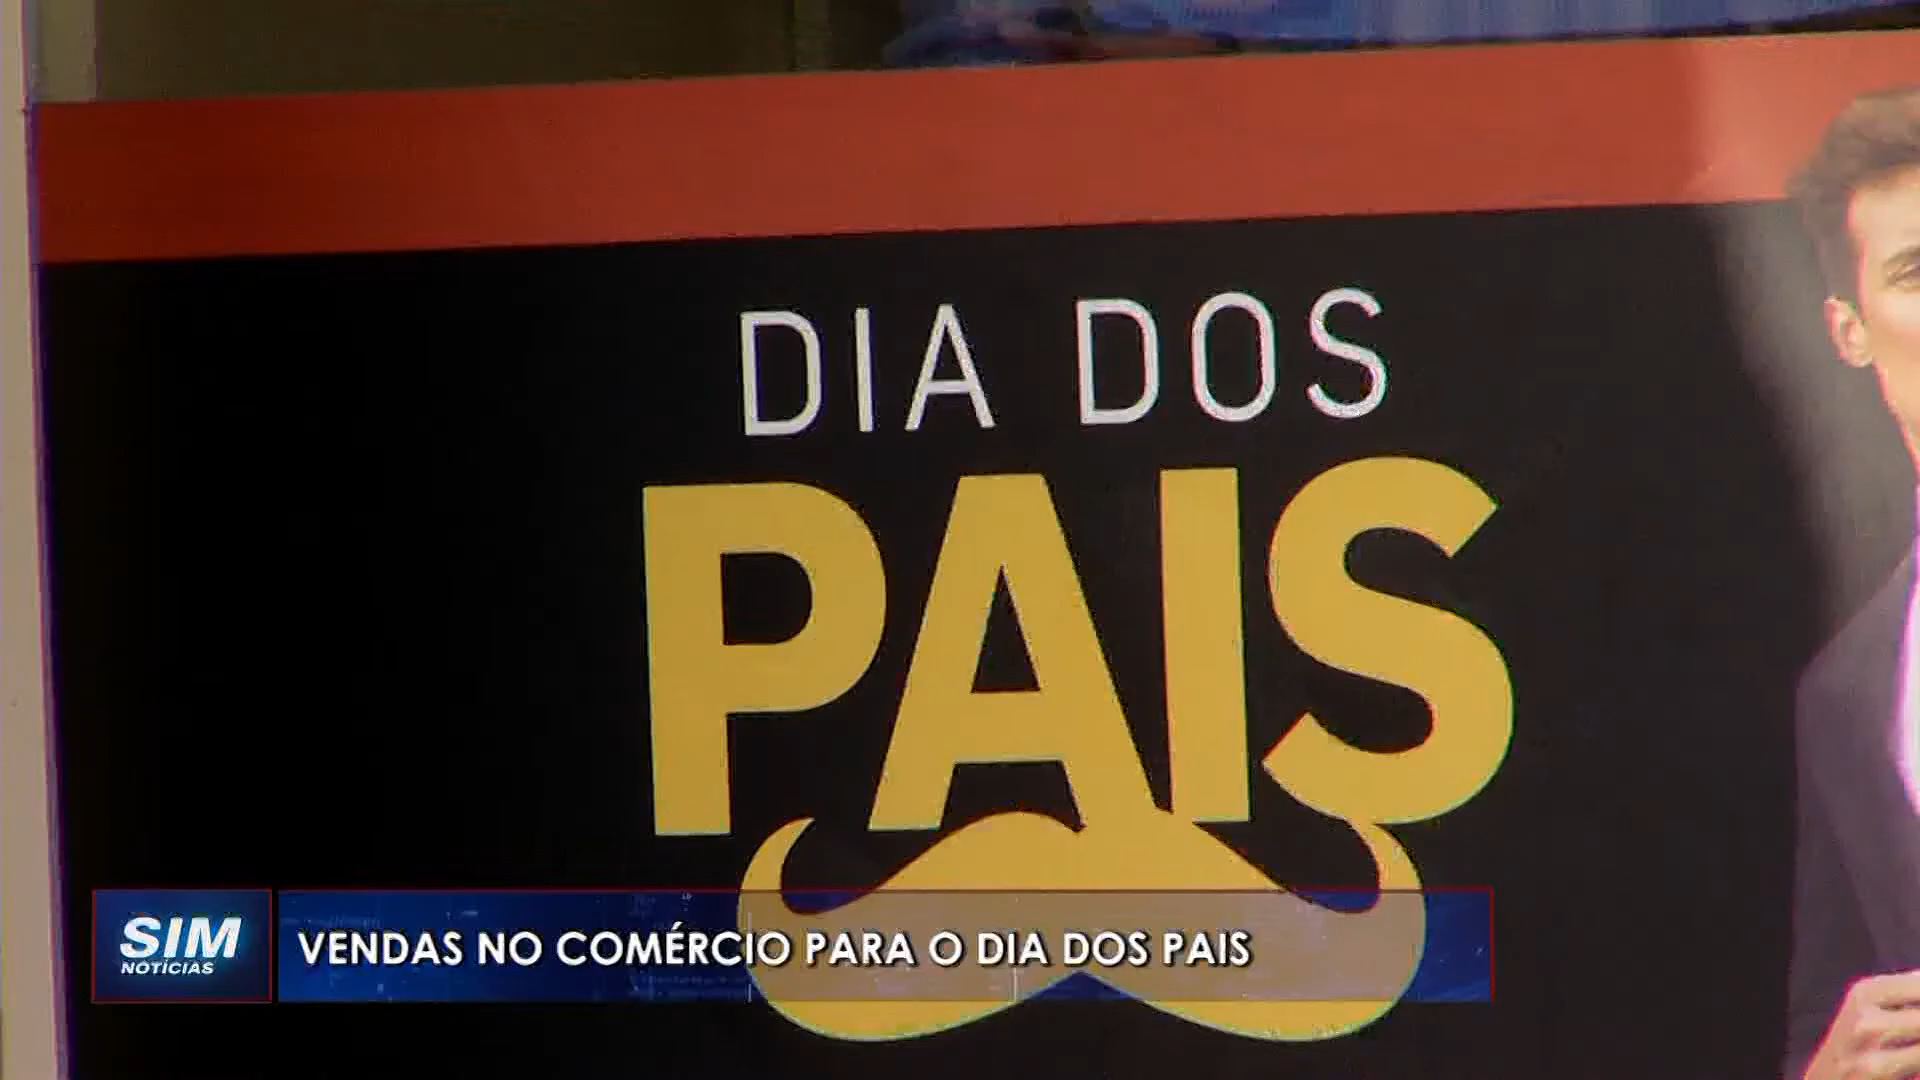 DIA DOS
PAIS
SIM
NOTÍCIAS
VENDAS NO COMÉRCIO PARA O DIA DOS PAIS